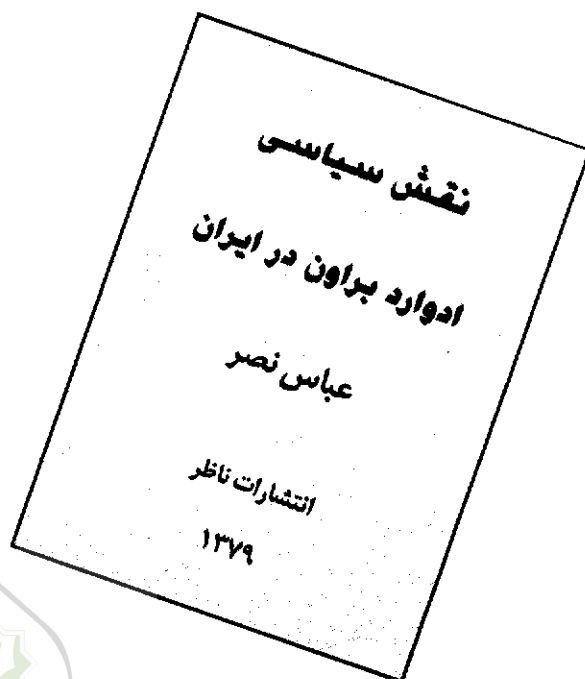 نقش سیاسی
ادوارد براون در ایران
عباس نصر
انتشارات ناظر
۱۳۷۹